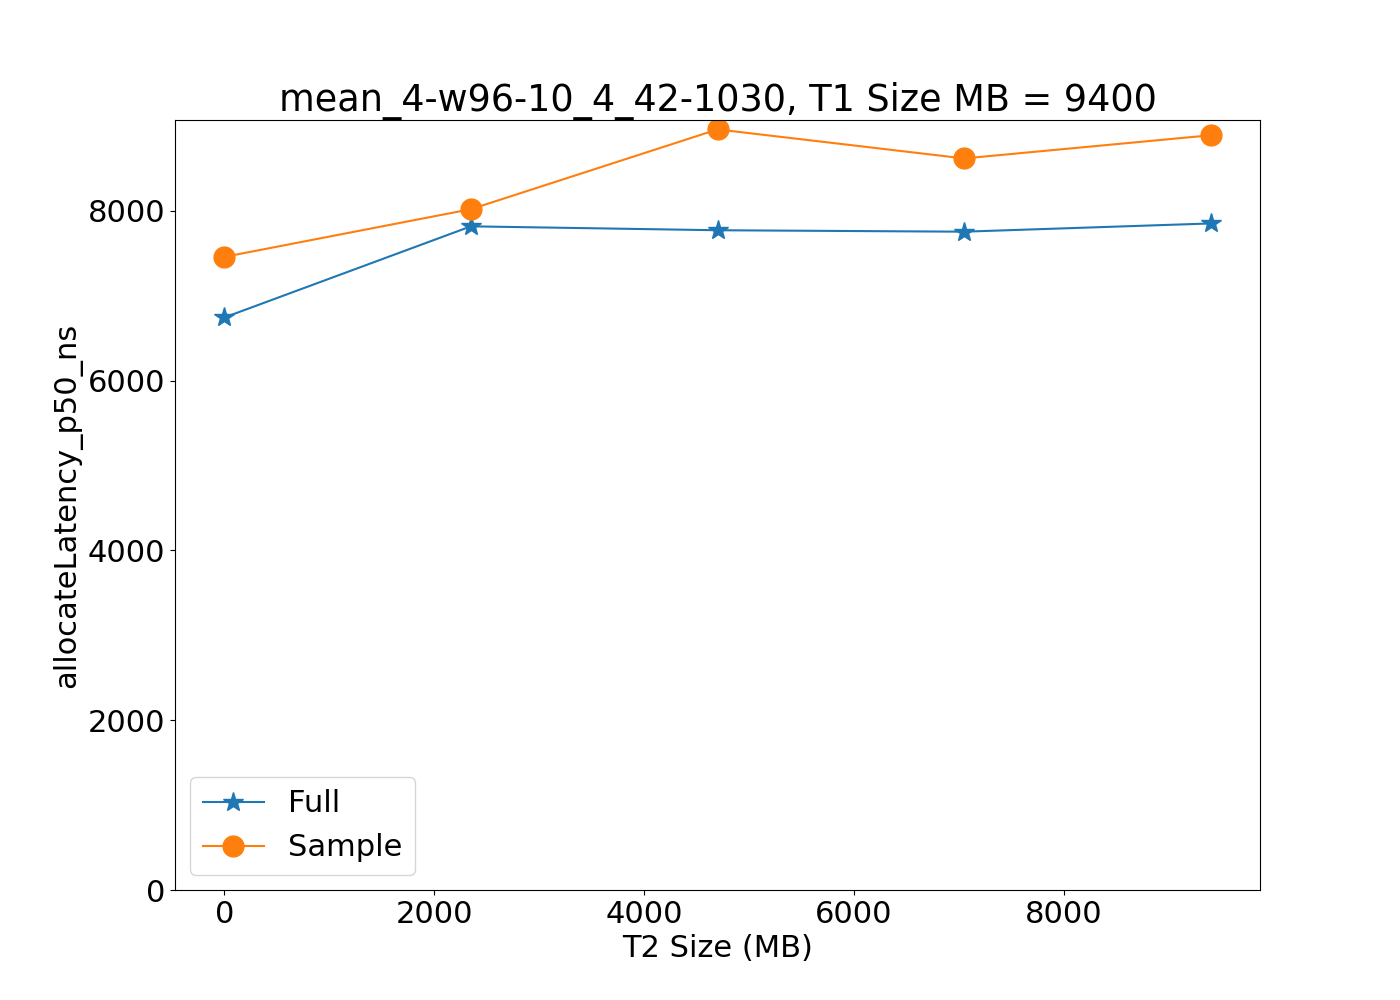 mean_4-w96-10_4_42-1030, T1 Size MB = 9400
allocateLatency_p50_ns
8000
6000
4000
2000
0
Full
Sample
0 2000 4000 6000 8000
T2 Size (MB)